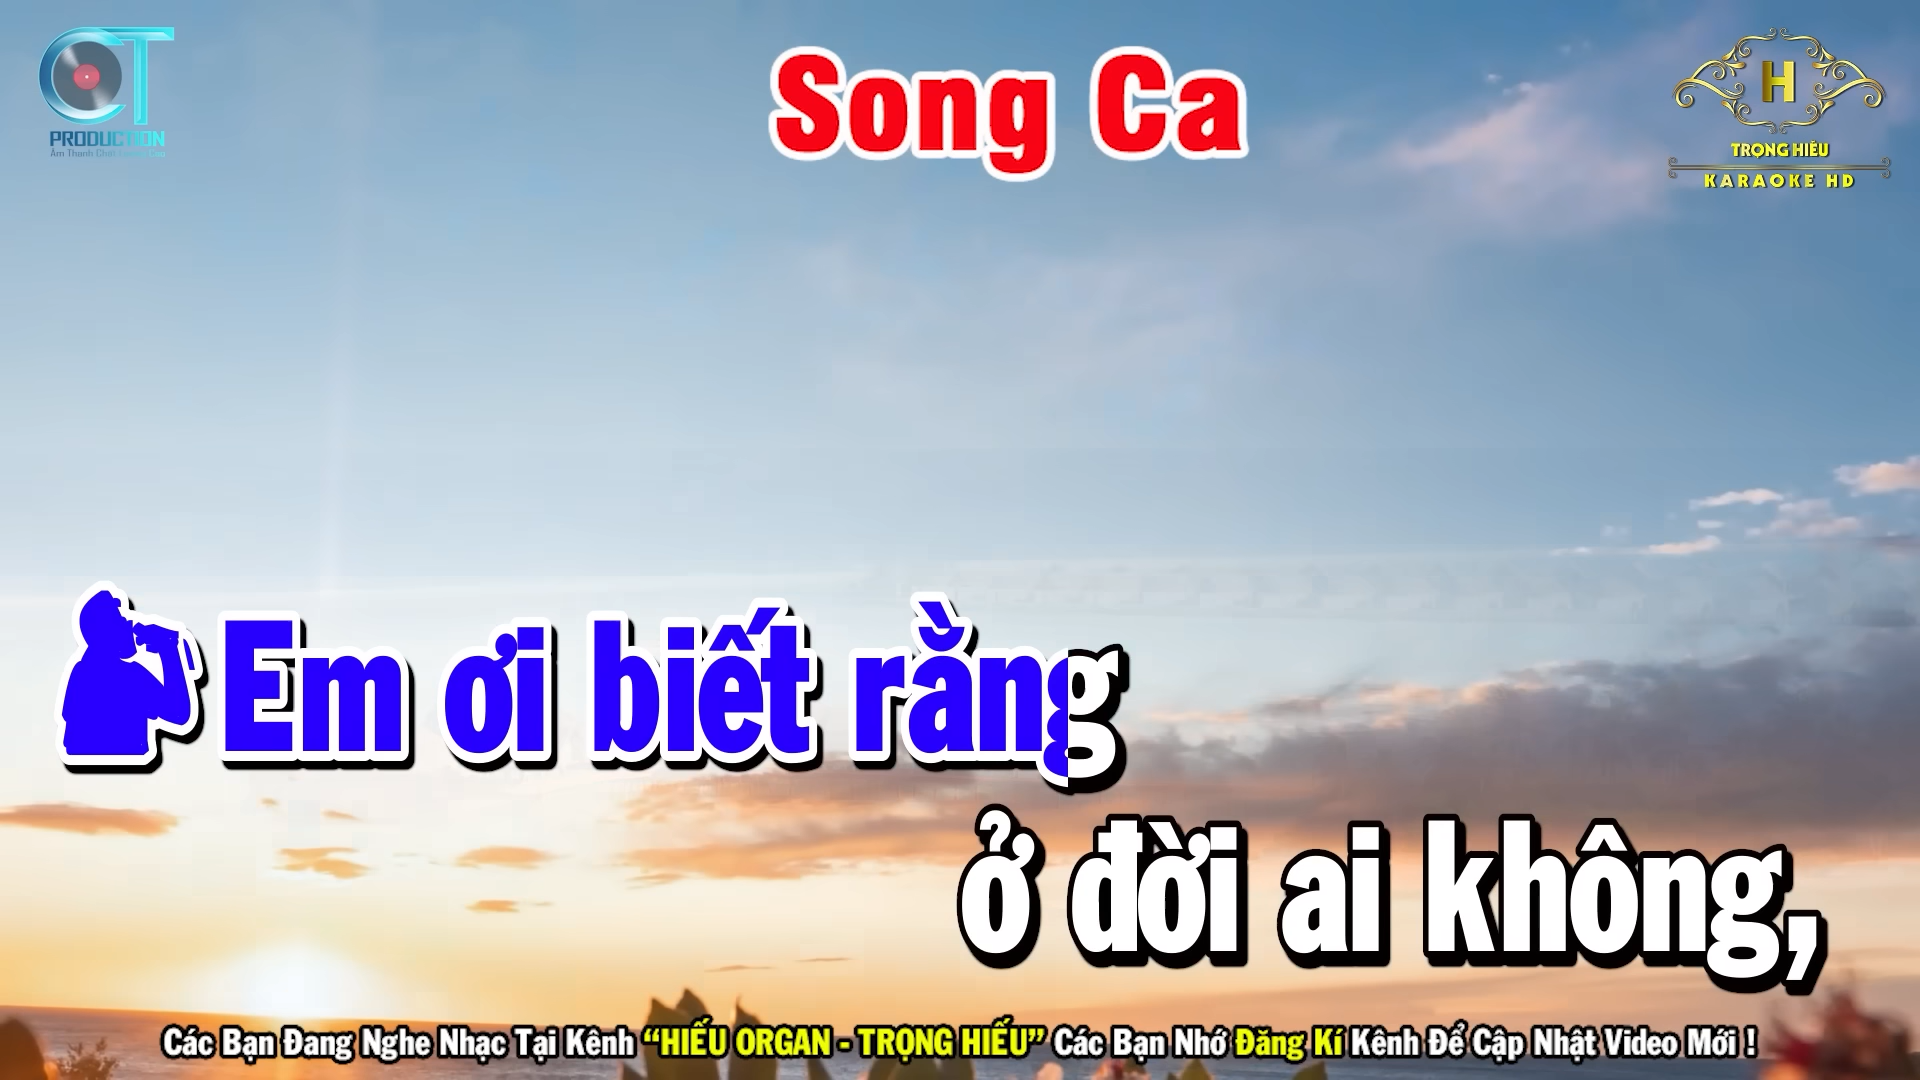 CT
PRODUCTION
Song Ca
H
TRỌNG HIẾU
KARAOKE HD
Em ơi biết rằng
ở đời ai không,
Các Bạn Đang Nghe Nhạc Tại Kênh “HIẾU ORGAN - TRỌNG HIẾU” Các Bạn Nhớ Đăng Kí Kênh Để Cập Nhật Video Mới !